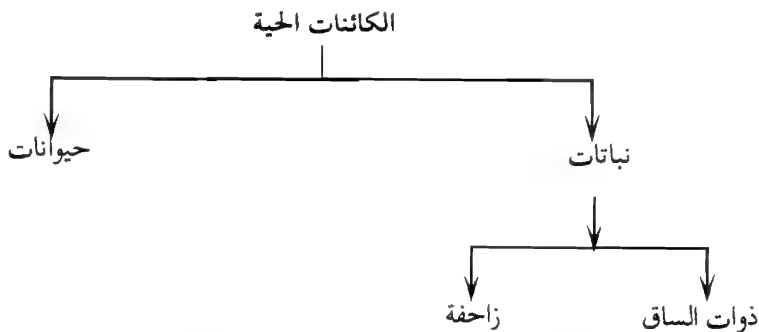 الكائنات الحية
نباتات
حيوانات
ذوات الساق
زاحفة